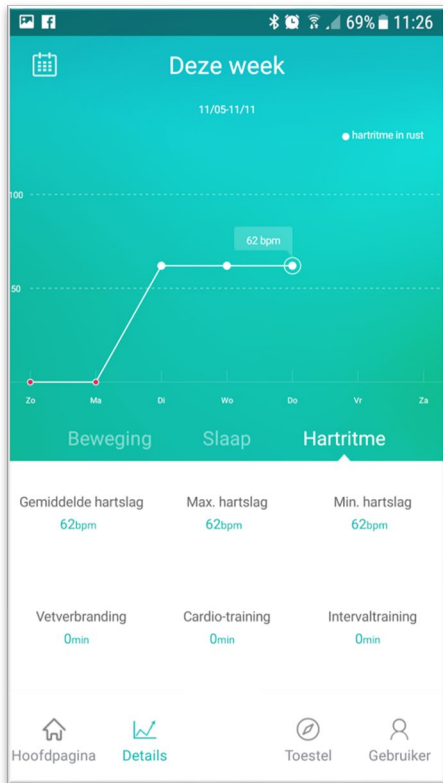 69% 11:26
Deze week
11/05-11/11
hartritme in rust
100
62 bpm
50
Zo Ma Di Wo Do Vr Za
Beweging Slaap Hartritme
Gemiddelde hartslag Max. hartslag Min. hartslag
62bpm 62bpm 62bpm
Vetverbranding Cardio-training Intervaltraining
0min 0min 0min
Hoofdpagina Details Toestel Gebruiker